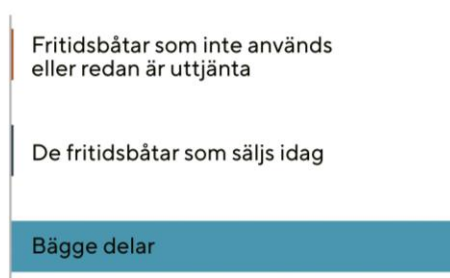 Fritidsbåtar som inte används
eller redan är uttjänta
De fritidsbåtar som säljs idag
Bägge delar